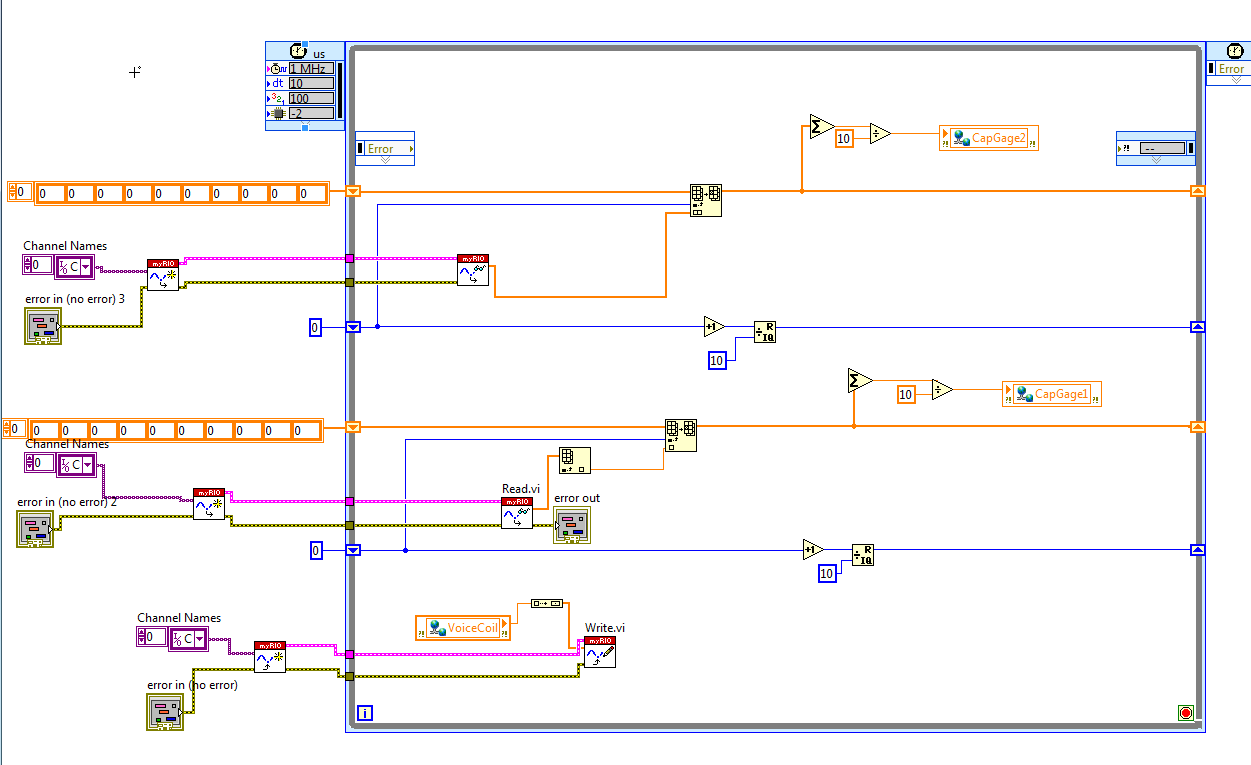 us
1 MHz
dt 10
100
-2
Error
Error
Σ
10
÷
CapGage2
?!
--
0
0 0 0 0 0 0 0 0 0 0
Channel Names
0
I/O C
myRIO
myRIO
error in (no error) 3
0
+1
R
IQ
10
Σ
10
÷
CapGage1
0
0 0 0 0 0 0 0 0 0 0
Channel Names
0
I/O C
myRIO
Read.vi
myRIO
error out
error in (no error) 2
0
+1
R
IQ
10
Channel Names
0
I/O C
myRIO
VoiceCoil
Write.vi
myRIO
error in (no error)
i